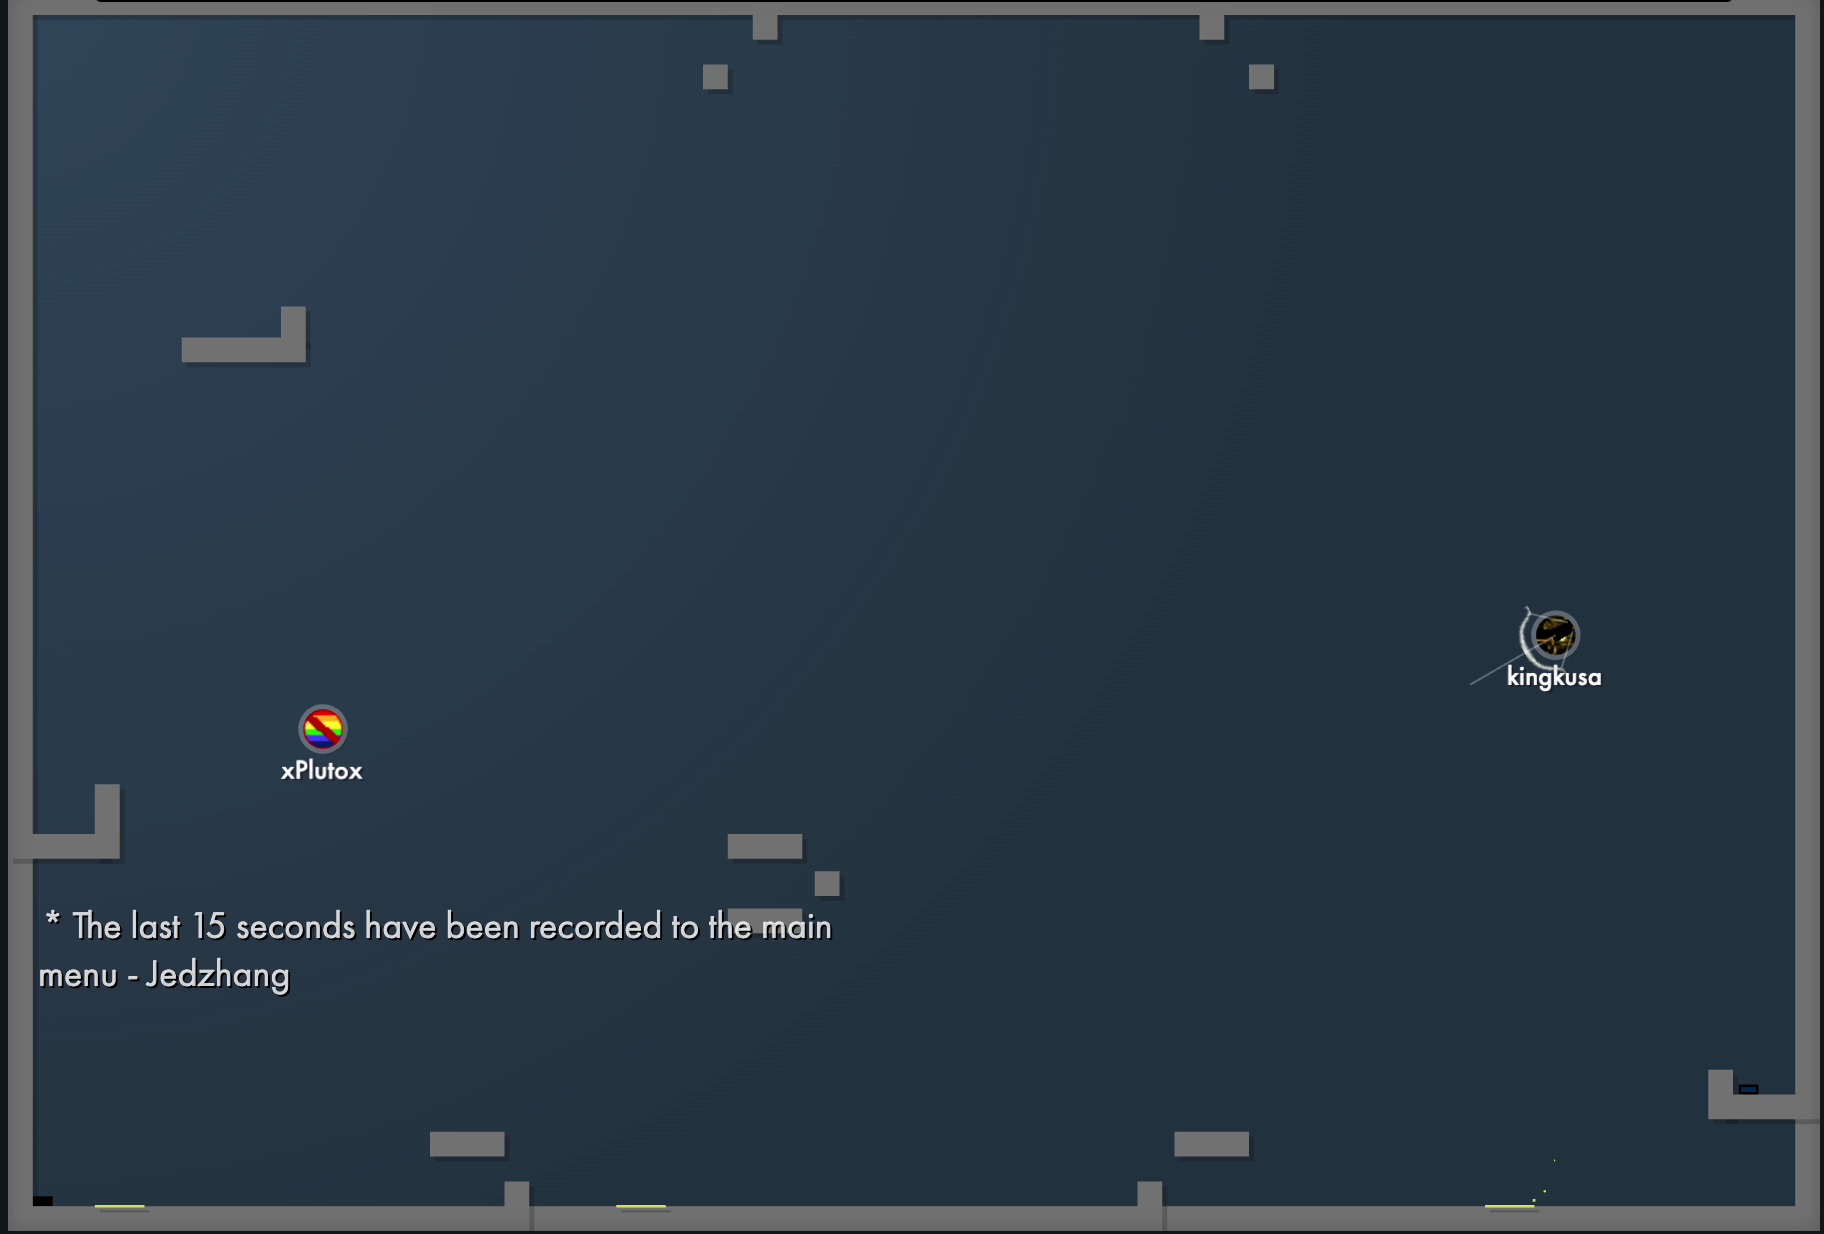 kingkusa
xPlutox
* The last 15 seconds have been recorded to the main
menu - Jedzhang